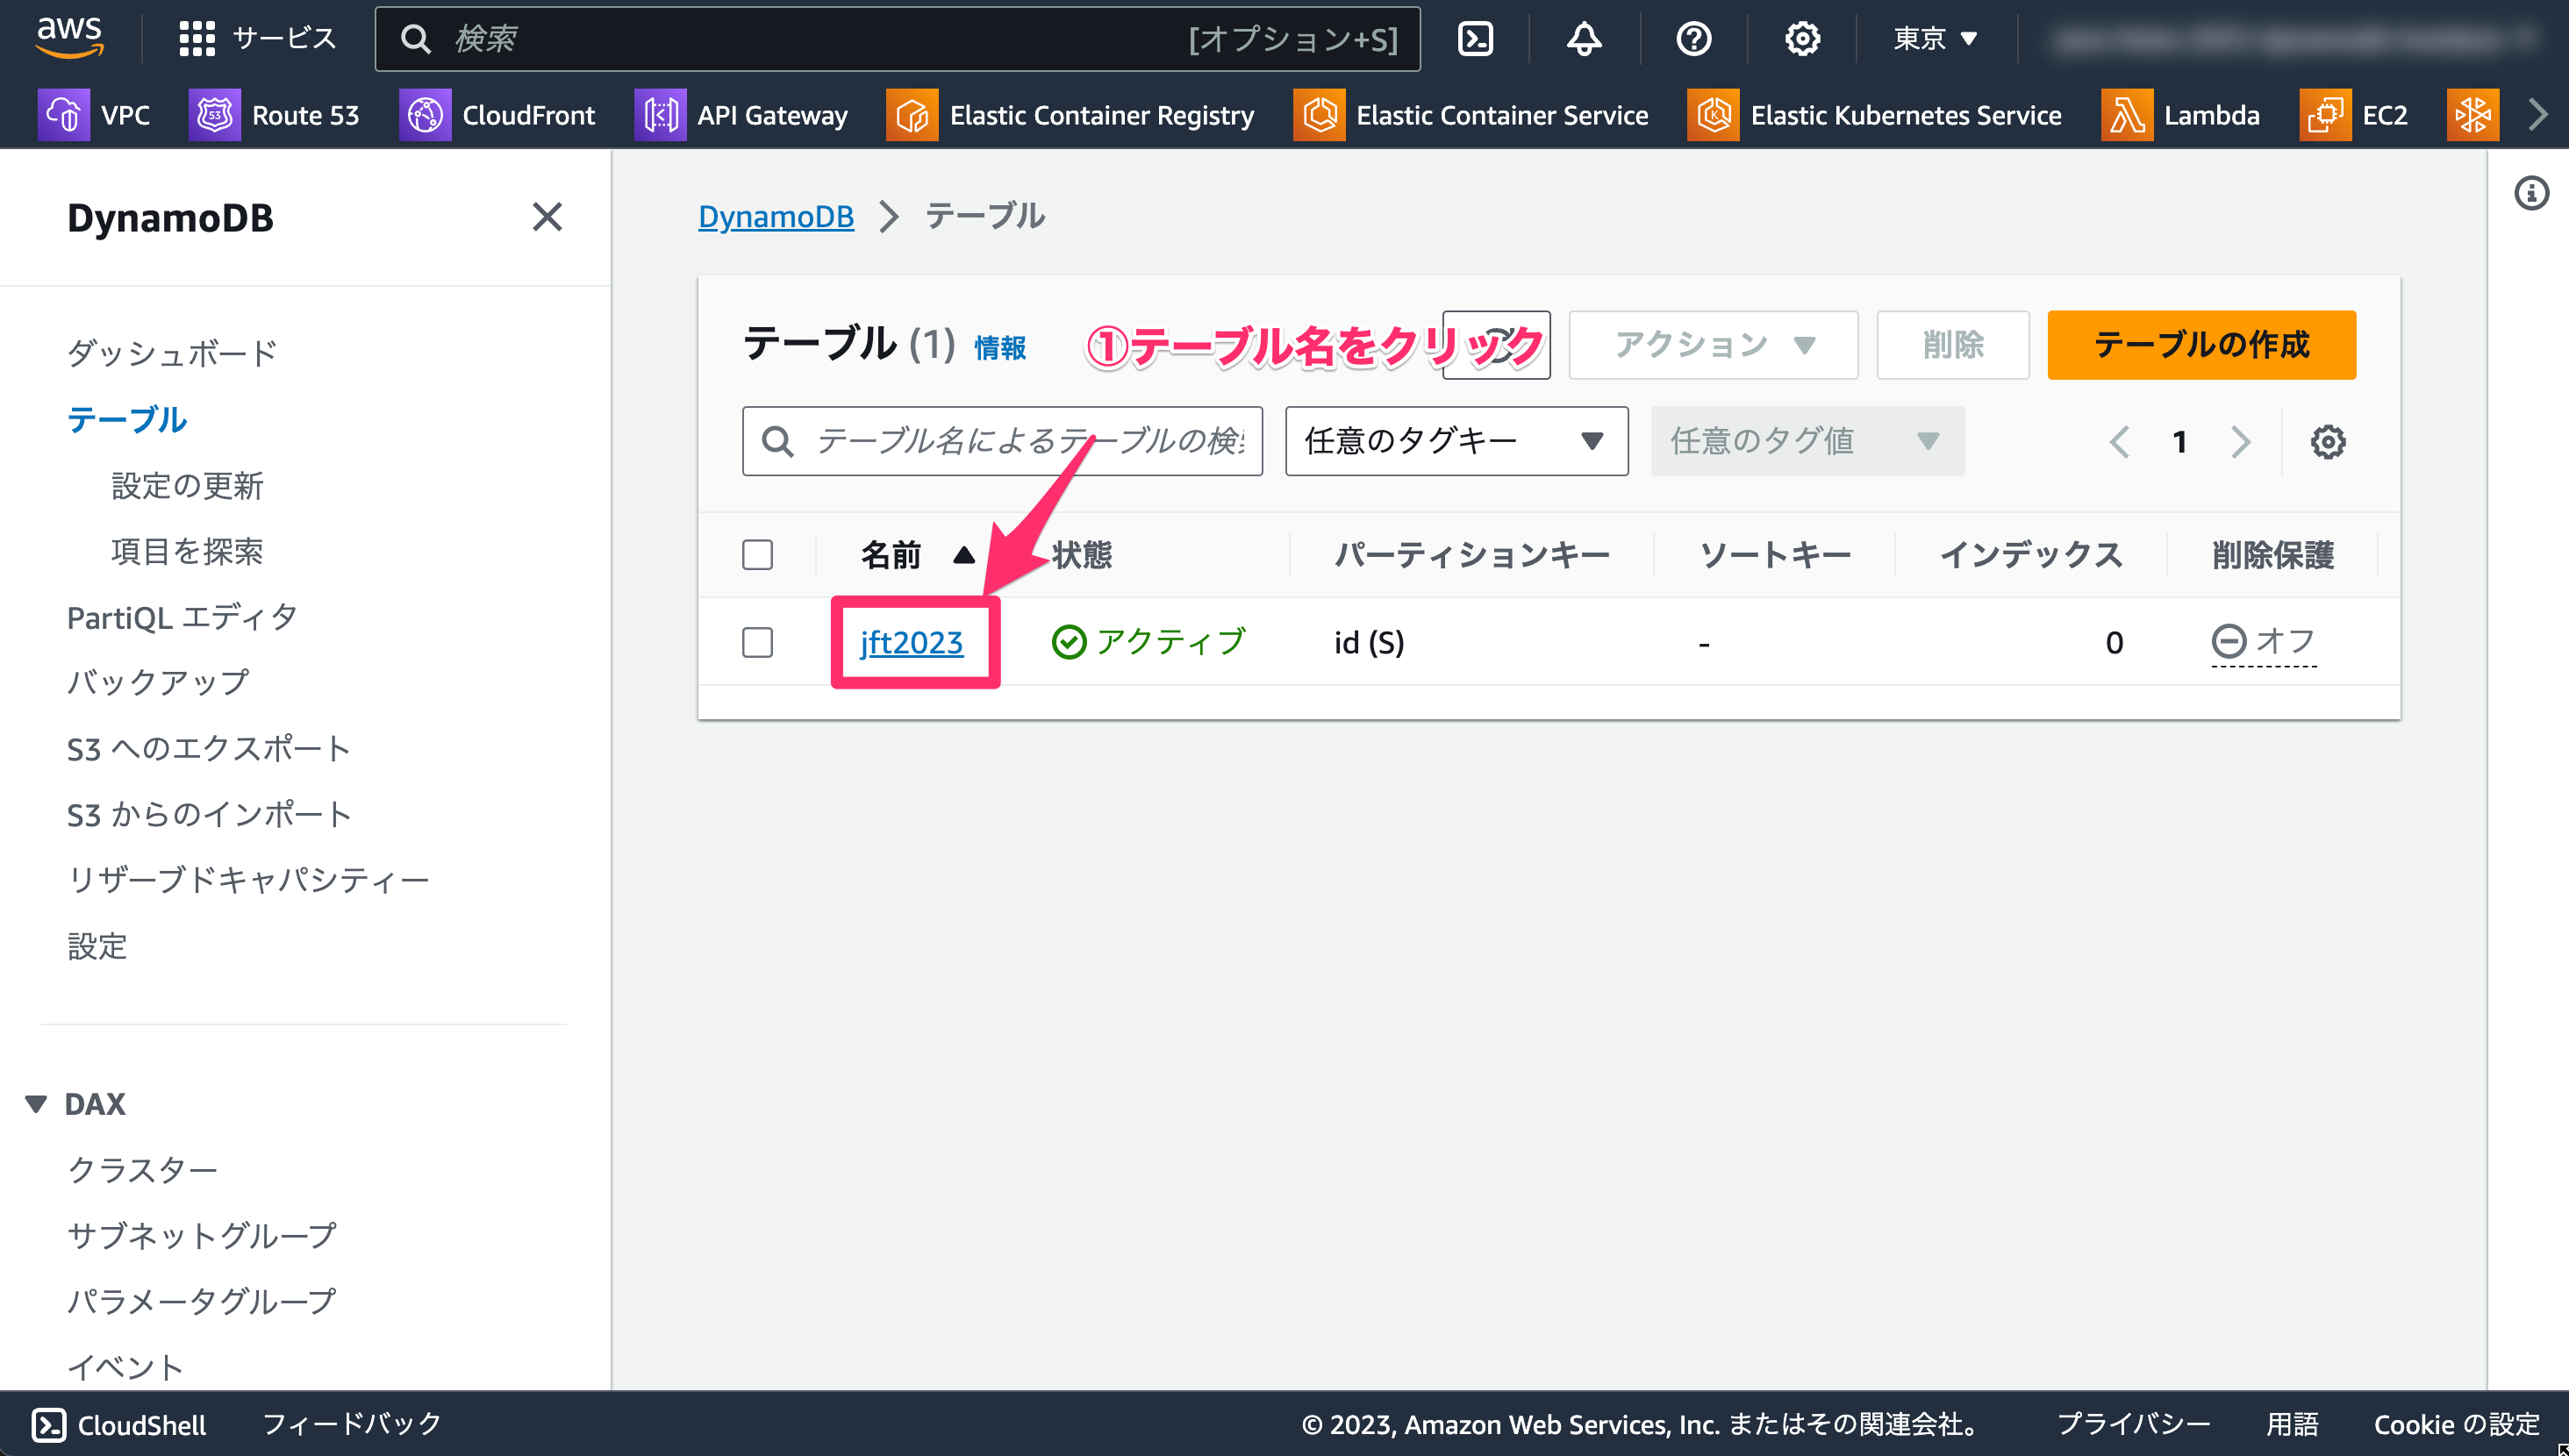 aws サービス 検索 [オプション+S] 東京
VPC Route 53 CloudFront API Gateway Elastic Container Registry Elastic Container Service Elastic Kubernetes Service Lambda EC2
DynamoDB
ダッシュボード
テーブル
設定の更新
項目を探索
PartiQL エディタ
バックアップ
S3 へのエクスポート
S3 からのインポート
リザーブドキャパシティー
設定
DAX
クラスター
サブネットグループ
パラメータグループ
イベント
DynamoDB テーブル
テーブル (1) 情報 ①テーブル名をクリック アクション 削除 テーブルの作成
テーブル名によるテーブルの検 任意のタグキー 任意のタグ値 1
名前 状態 パーティションキー ソートキー インデックス 削除保護
jft2023 アクティブ id (S) - 0 オフ
CloudShell フィードバック © 2023, Amazon Web Services, Inc. またはその関連会社。 プライバシー 用語 Cookie の設定